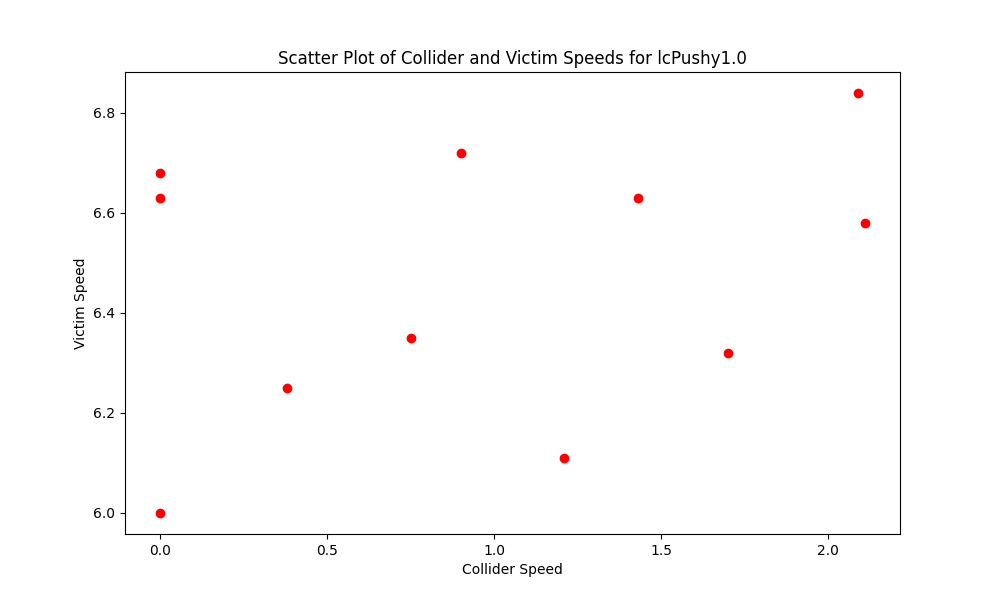 Scatter Plot of Collider and Victim Speeds for lcPushy1.0
6.8
6.6
6.4
6.2
6.0
Victim Speed
0.0 0.5 1.0 1.5 2.0
Collider Speed